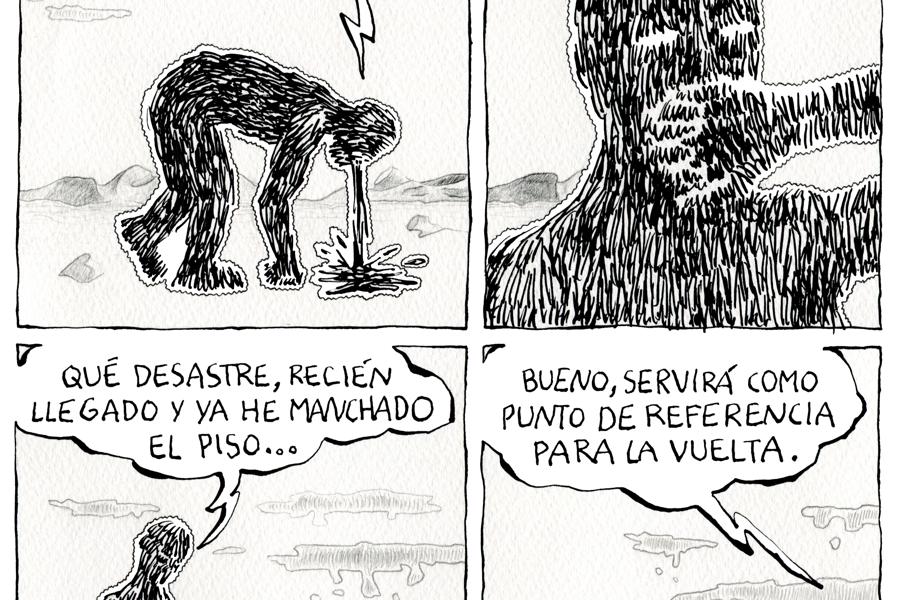 QUÉ DESASTRE, RECIÉN
LLEGADO Y YA HE MANCHADO
EL PISO...
BUENO, SERVIRÁ COMO
PUNTO DE REFERENCIA
PARA LA VUELTA.